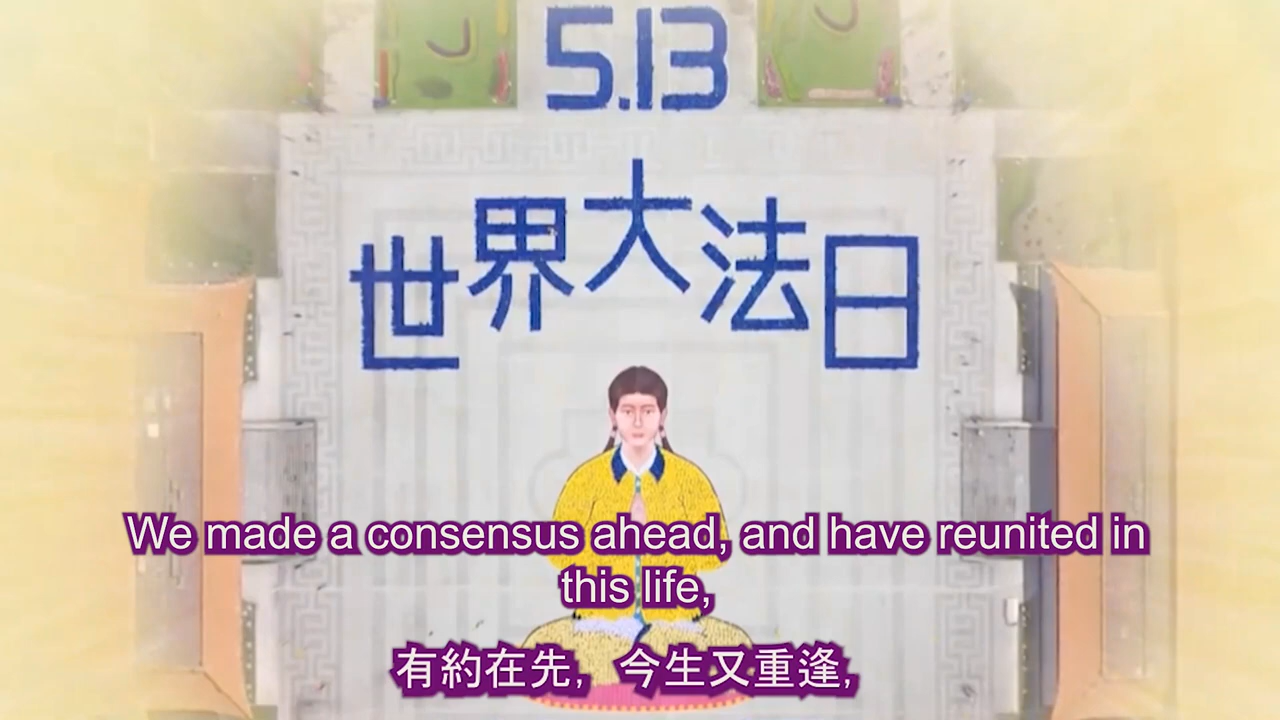 5.13
世界大法日
We made a consensus ahead, and have reunited in
this life,
有約在先, 今生又重逢,